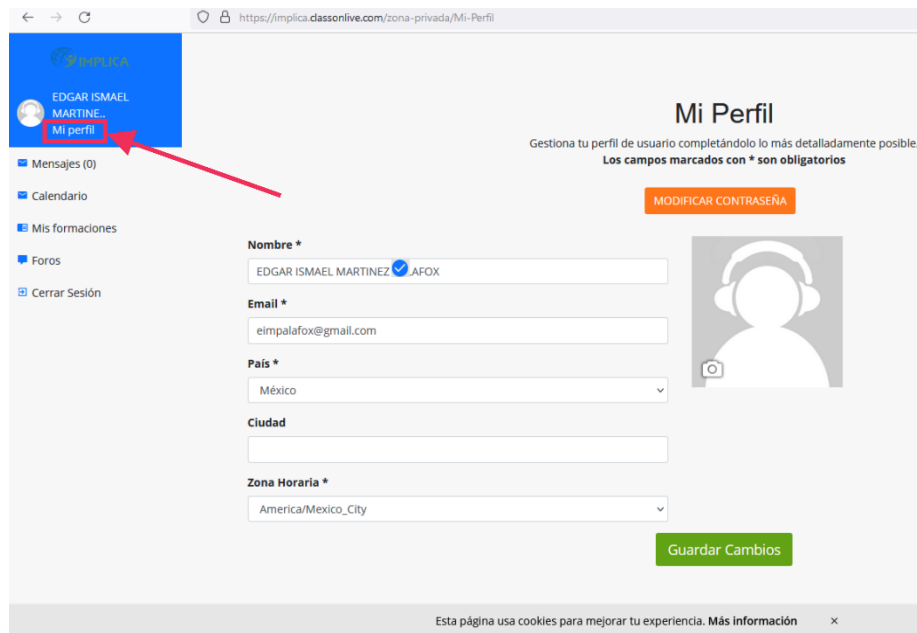 https://implica.classonlive.com/zona-privada/Mi-Perfil
IMPLICA
EDGAR ISMAEL
MARTINE..
Mi perfil
Mensajes (0)
Calendario
Mis formaciones
Foros
Cerrar Sesión
Mi Perfil
Gestiona tu perfil de usuario completándolo lo más detalladamente posible.
Los campos marcados con * son obligatorios
MODIFICAR CONTRASEÑA
Nombre *
EDGAR ISMAEL MARTINEZ LAFOX
Email *
eimpalafox@gmail.com
País *
México
Ciudad
Zona Horaria *
America/Mexico_City
Guardar Cambios
Esta página usa cookies para mejorar tu experiencia. Más información ×